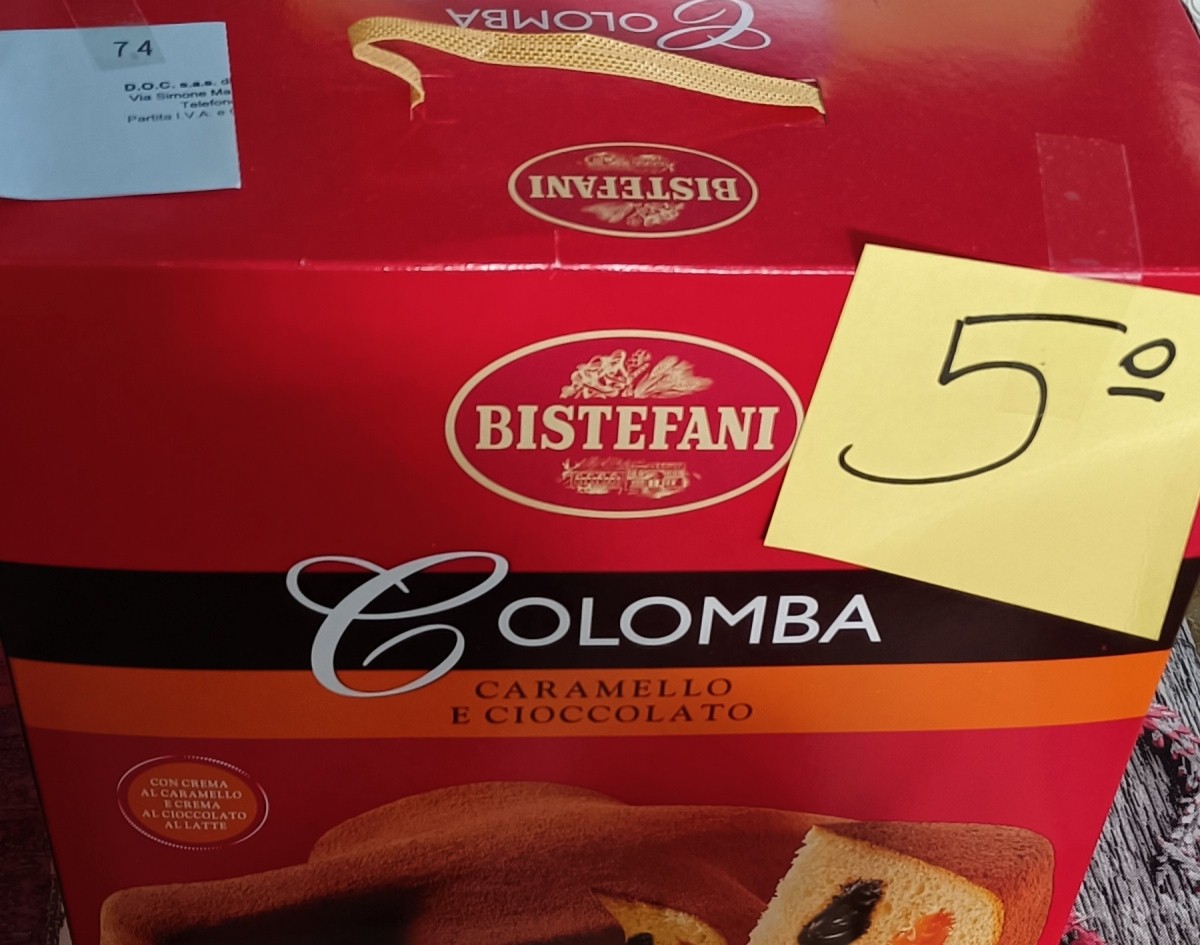 COLOMBA
74
D.O.C. s.a.s. d
Via Simone Ma
Telefon
Partita I.V.A. e
BISTEFANI
5º
BISTEFANI
COLOMBA
CARAMELLO
E CIOCCOLATO
CON CREMA
AL CARAMELLO
E CREMA
AL CIOCCOLATO
AL LATTE